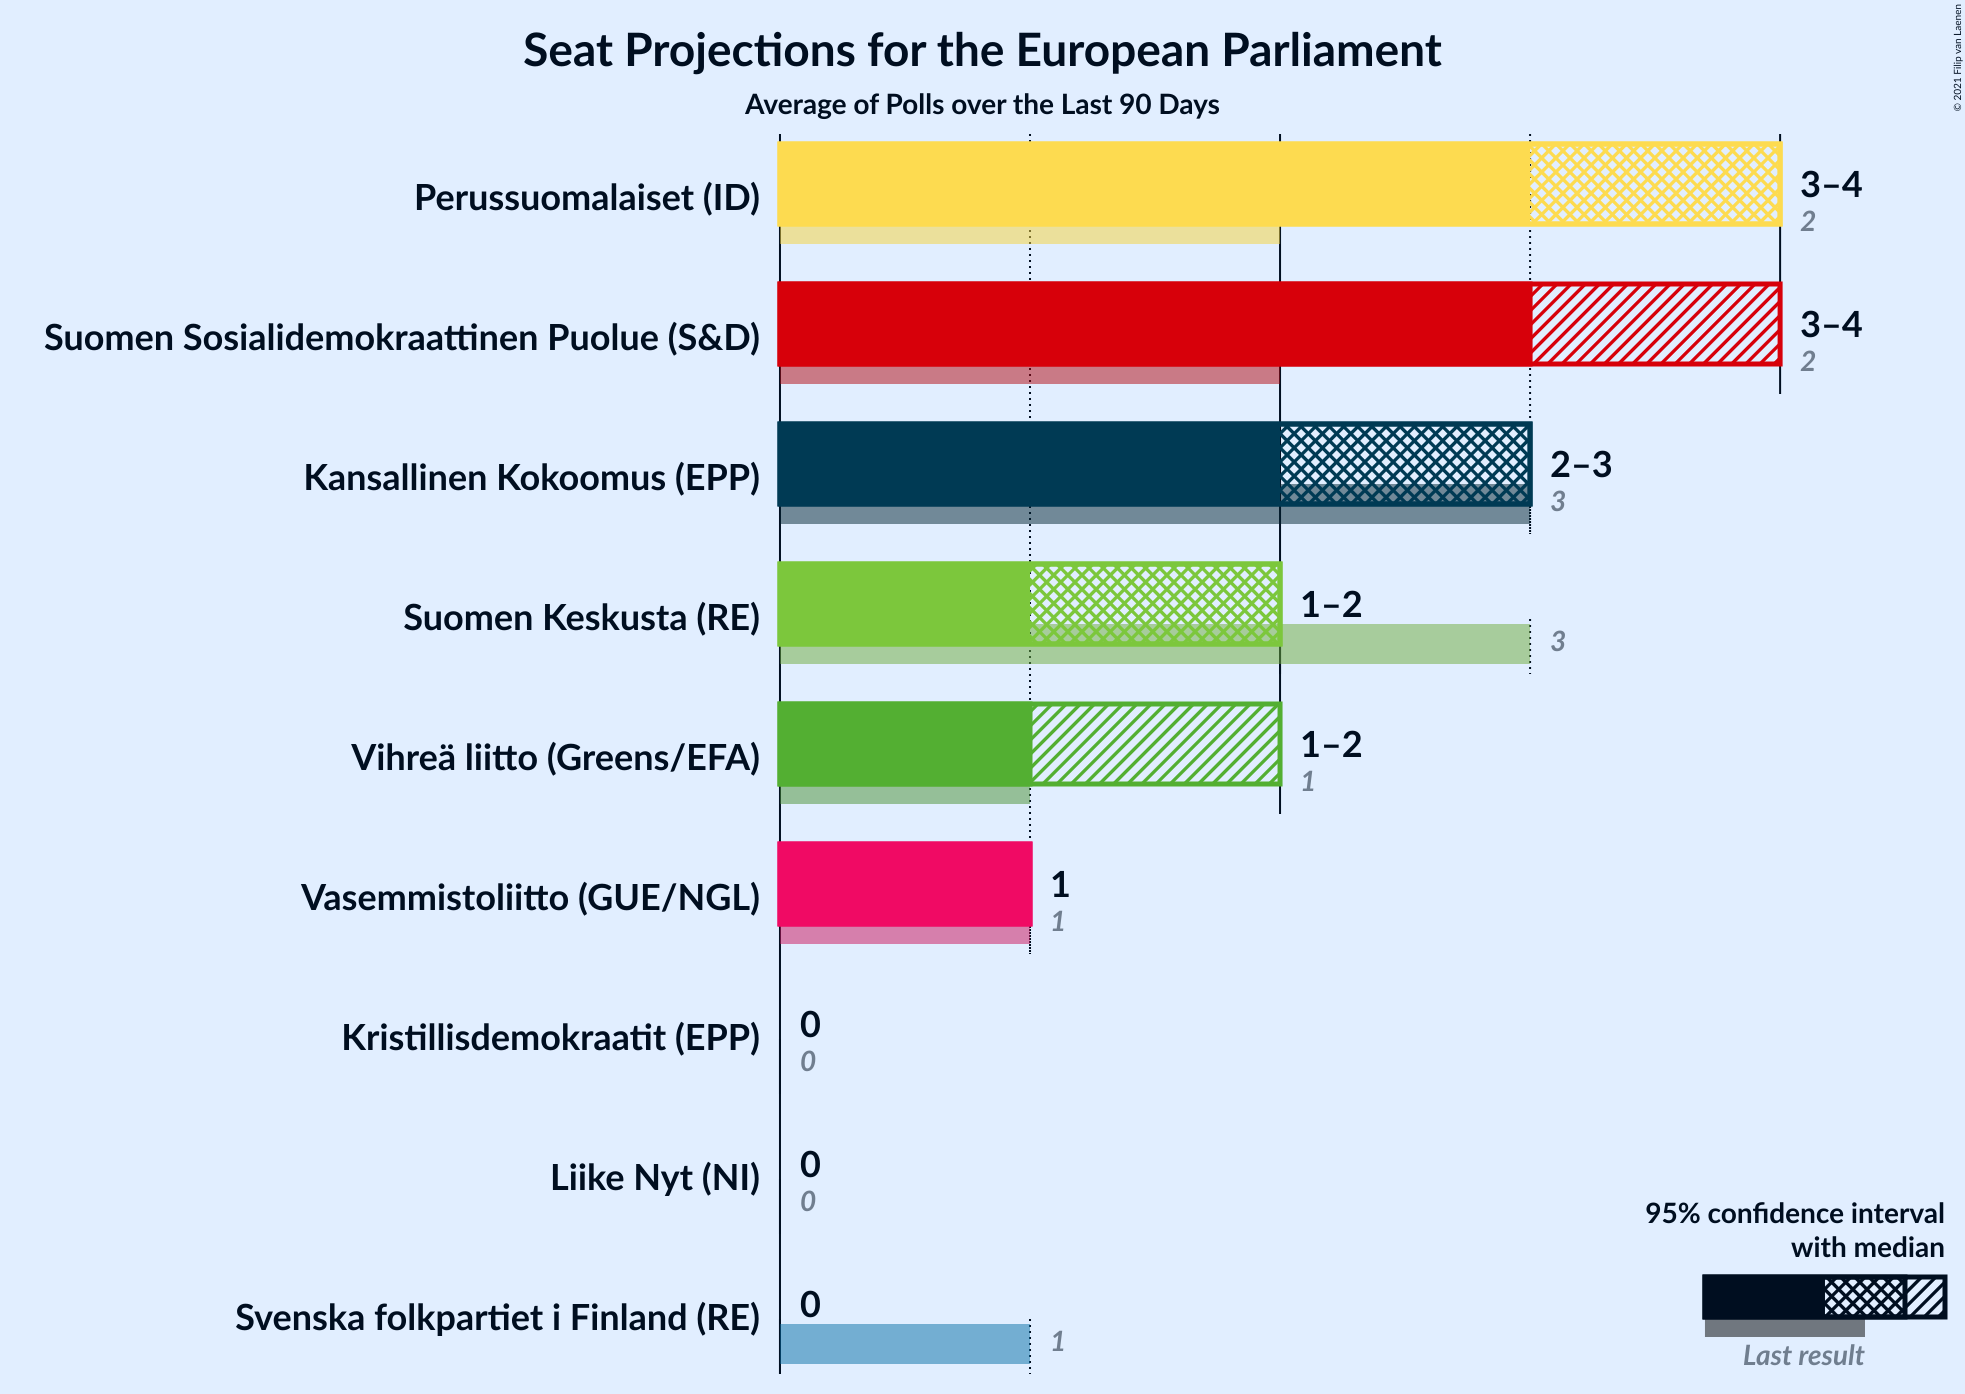 Seat Projections for the European Parliament
Average of Polls over the Last 90 Days
© 2021 Filip van Laenen
Perussuomalaiset (ID)
3–4
2
Suomen Sosialidemokraattinen Puolue (S&D)
3–4
2
Kansallinen Kokoomus (EPP)
2–3
3
Suomen Keskusta (RE)
1–2
3
Vihreä liitto (Greens/EFA)
1–2
1
Vasemmistoliitto (GUE/NGL)
1
1
Kristillisdemokraatit (EPP)
0
0
Liike Nyt (NI)
0
0
Svenska folkpartiet i Finland (RE)
0
1
95% confidence interval
with median
Last result